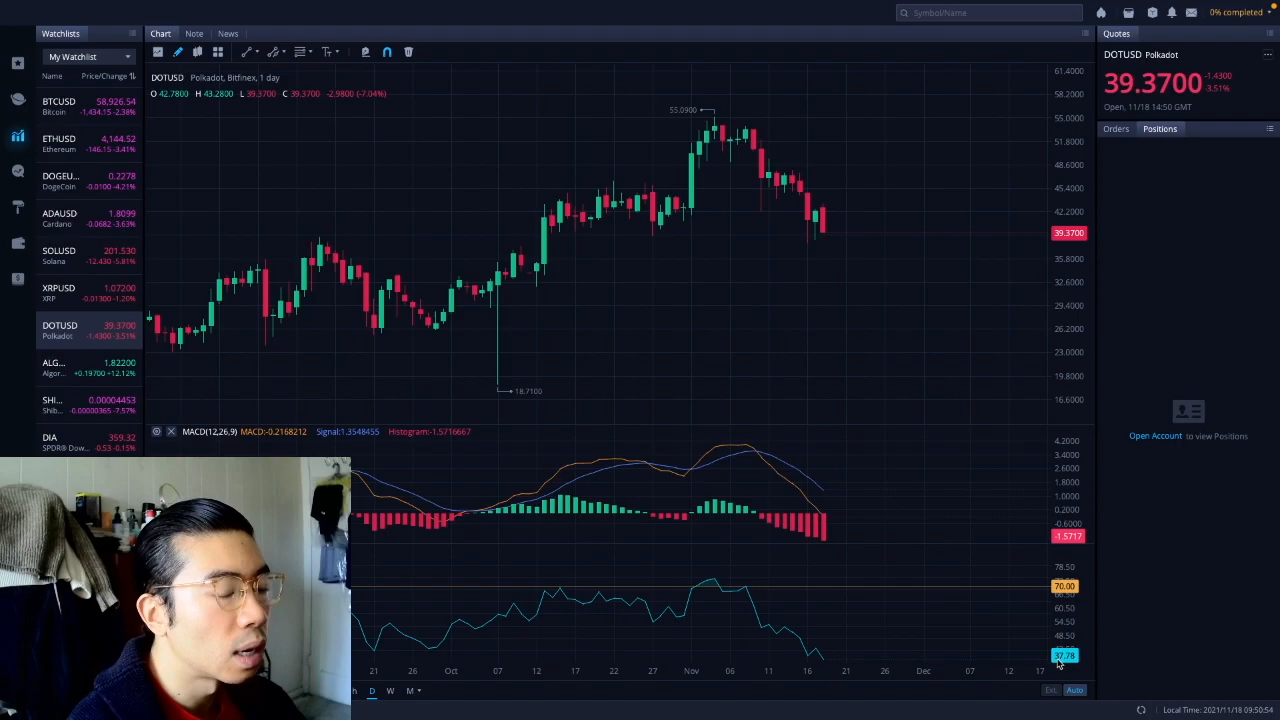 Symbol/Name
0% completed
Watchlists
Chart
Note
News
Quotes
My Watchlist
Name
Price/Change
DOTUSD Polkadot
39.3700
-1.4300
-3.51%
Open, 11/18 14:50 GMT
Orders
Positions
Open Account to view Positions
BTCUSD 58,926.54
Bitcoin -1,434.15 -2.38%
ETHUSD 4,144.52
Ethereum -146.15 -3.41%
DOGEU... 0.2278
DogeCoin -0.0100 -4.21%
ADAUSD 1.8099
Cardano -0.0682 -3.63%
SOLUSD 201.530
Solana -12.430 -5.81%
XRPUSD 1.07200
XRP -0.01300 -1.20%
DOTUSD 39.3700
Polkadot -1.4300 -3.51%
ALG... 1.82200
Algor... +0.19700 +12.12%
SHI... 0.00004453
Shib... -0.00000365 -7.57%
DIA 359.32
SPDR® Dow... -0.53 -0.15%
DOTUSD Polkadot, Bitfinex, 1 day
O 42.7800 H 43.2800 L 39.3700 C 39.3700 -2.9800 (-7.04%)
55.0900
18.7100
61.4000
58.2000
55.0000
51.8000
48.6000
45.4000
42.2000
39.3700
35.8000
32.6000
29.4000
26.2000
23.0000
19.8000
16.6000
MACD(12,26,9) MACD:-0.2168212 Signal:1.3548455 Histogram:-1.5716667
4.2000
3.4000
2.6000
1.8000
1.0000
0.2000
-0.6000
-1.5717
78.50
70.00
60.50
54.50
48.50
37.78
21 26 Oct 07 12 17 22 27 Nov 06 11 16 21 26 Dec 07 12 17
D W M
Ext. Auto
Local Time: 2021/11/18 09:50:54